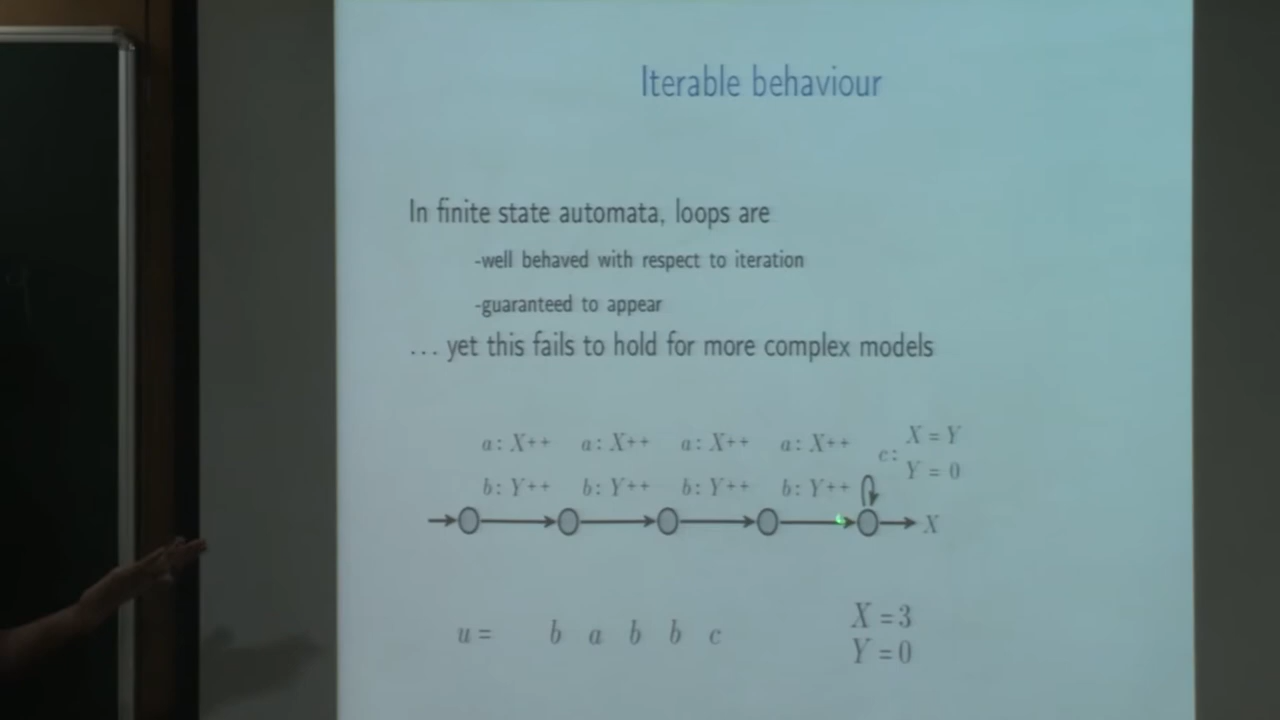 Iterable behaviour
In finite state automata, loops are
-well behaved with respect to iteration
-guaranteed to appear
... yet this fails to hold for more complex models
a: X++ a: X++ a: X++ a: X++ c: X = Y
b: Y++ b: Y++ b: Y++ b: Y++ Y = 0
X
u = b a b b c X = 3
Y = 0